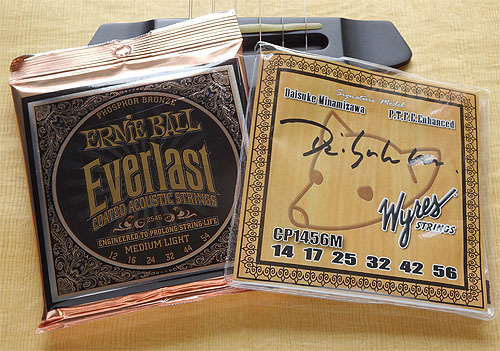 PHOSPHOR BRONZE
ERNIE BALL
Everlast
COATED ACOUSTIC STRINGS
2546
ENGINEERED TO PROLONG STRING LIFE
MEDIUM LIGHT
12 16 24 32 44 54
Signature Model
Daisuke Minamizawa P.T.P.C.Enhanced
Wyres
STRINGS
CP1456M
14 17 25 32 42 56